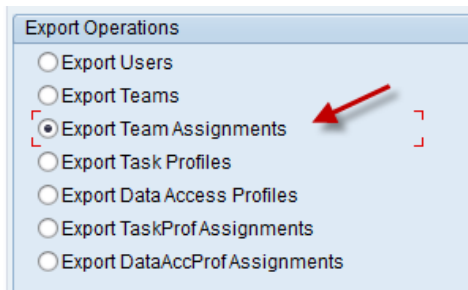 Export Operations
Export Users
Export Teams
Export Team Assignments
Export Task Profiles
Export Data Access Profiles
Export TaskProf Assignments
Export DataAccProf Assignments